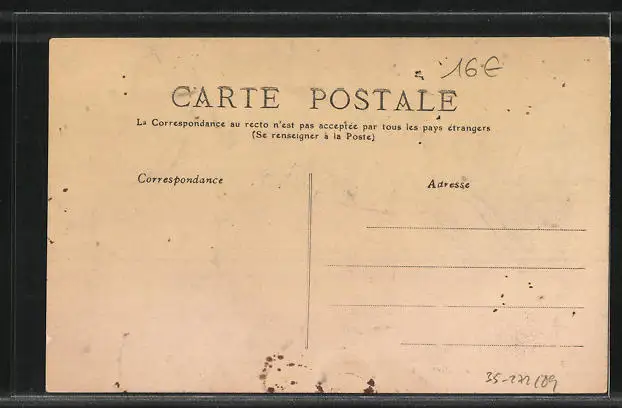 16€
CARTE POSTALE
La Correspondance au recto n'est pas acceptée par tous les pays étrangers
(Se renseigner à la Poste)
Correspondance
Adresse
35-272/09